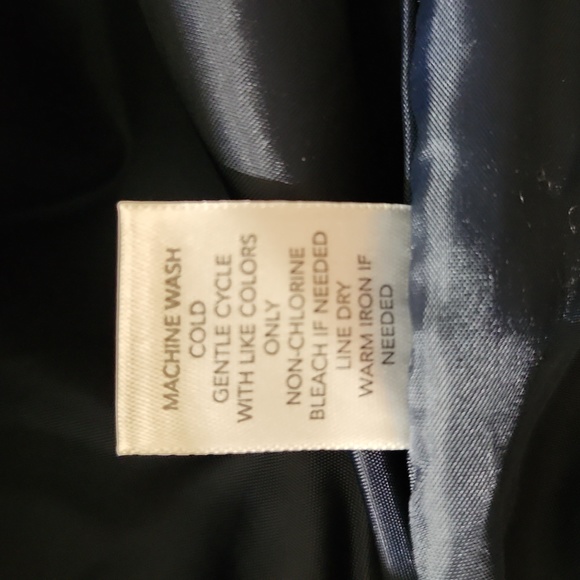 MACHINE WASH
COLD
GENTLE CYCLE
WITH LIKE COLORS
ONLY
NON-CHLORINE
BLEACH IF NEEDED
LINE DRY
WARM IRON IF
NEEDED